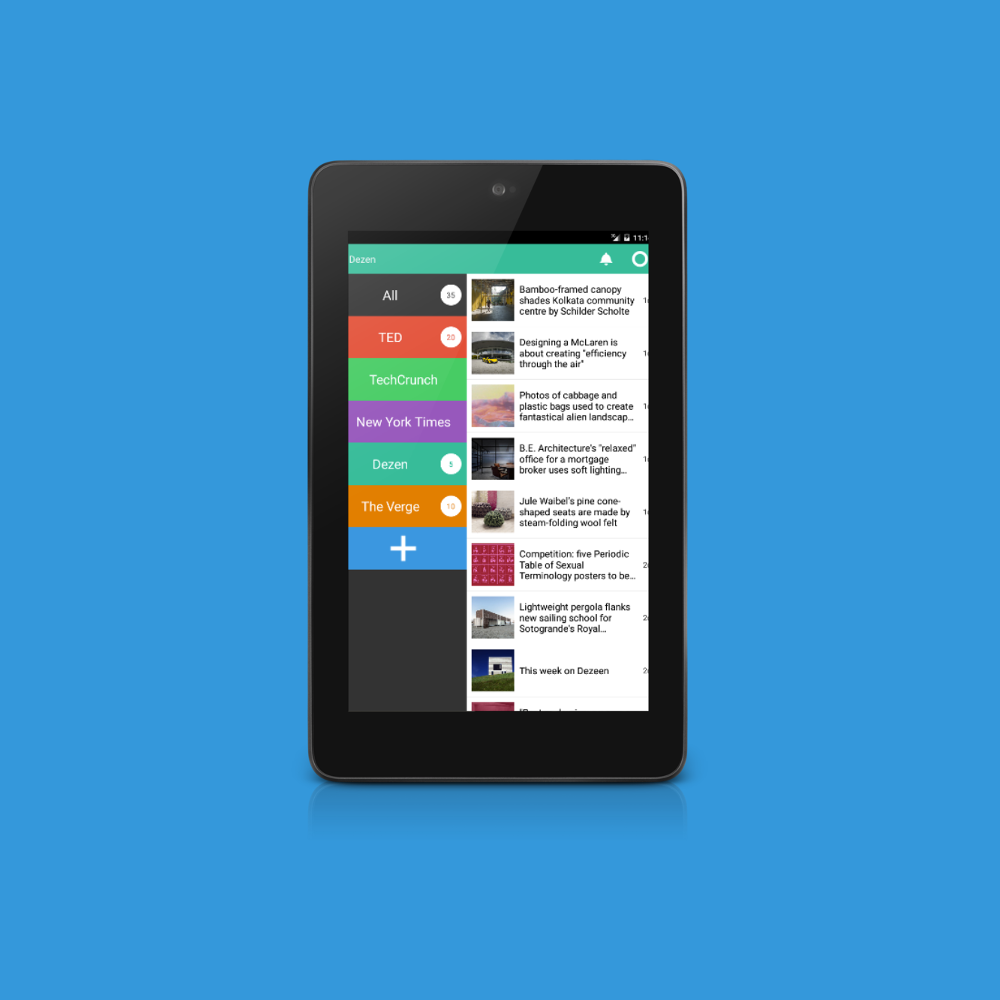 11:1
Dezen
All
35
TED
20
TechCrunch
New York Times
Dezen
5
The Verge
10
Bamboo-framed canopy
shades Kolkata community
centre by Schilder Scholte
Designing a McLaren is
about creating "efficiency
through the air"
Photos of cabbage and
plastic bags used to create
fantastical alien landscap...
B.E. Architecture's "relaxed"
office for a mortgage
broker uses soft lighting...
Jule Waibel's pine cone-
shaped seats are made by
steam-folding wool felt
Competition: five Periodic
Table of Sexual
Terminology posters to be...
Lightweight pergola flanks
new sailing school for
Sotogrande's Royal...
This week on Dezeen